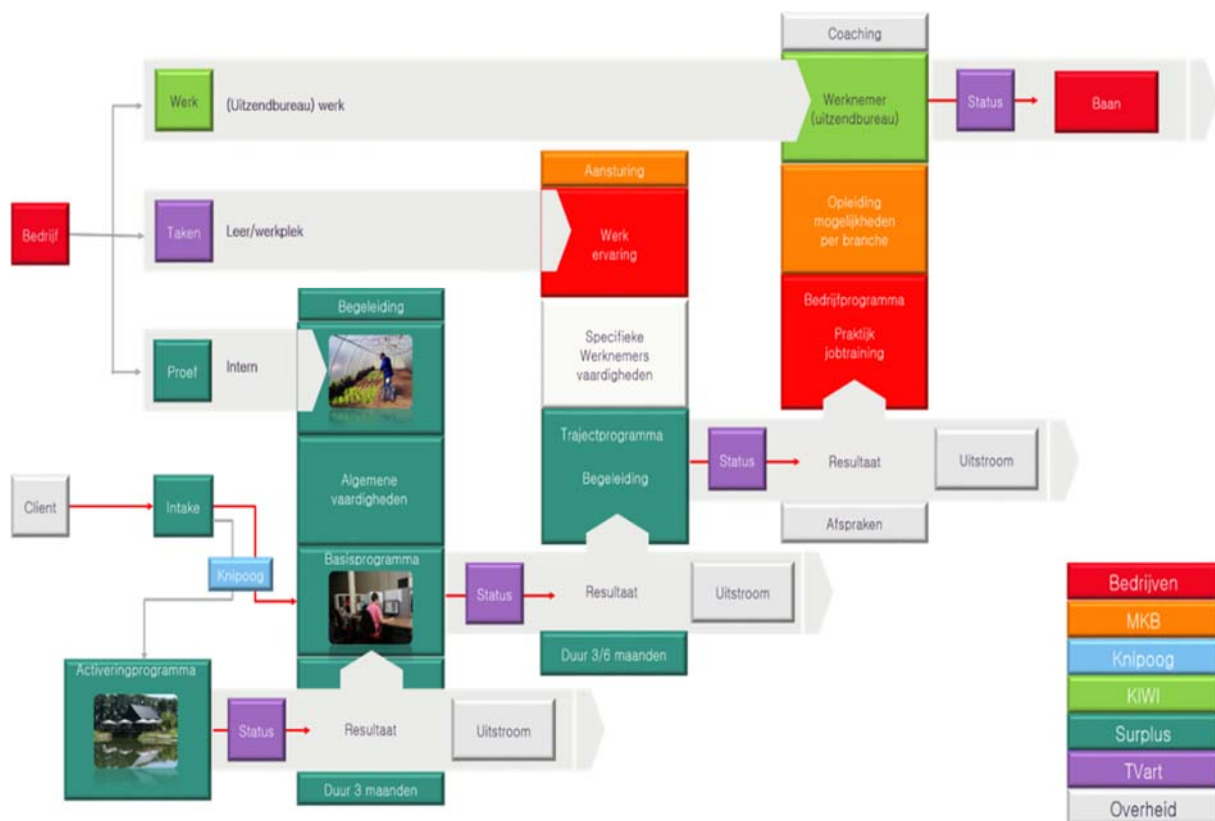 Coaching
Werk
(Uitzendbureau) werk
Werknemer
(uitzendbureau)
Status
Baan
Aansturing
Bedrijf
Taken
Leer/werkplek
Werk
ervaring
Opleiding
mogelijkheden
per branche
Begeleiding
Bedrijfprogramma
Praktijk
jobtraining
Proef
Intern
Specifieke
Werknemers
vaardigheden
Trajectprogramma
Begeleiding
Status
Resultaat
Uitstroom
Client
Intake
Algemene
vaardigheden
Afspraken
Knipoog
Basisprogramma
Status
Resultaat
Uitstroom
Duur 3/6 maanden
Activeringprogramma
Status
Resultaat
Uitstroom
Duur 3 maanden
Bedrijven
MKB
Knipoog
KIWI
Surplus
TVart
Overheid